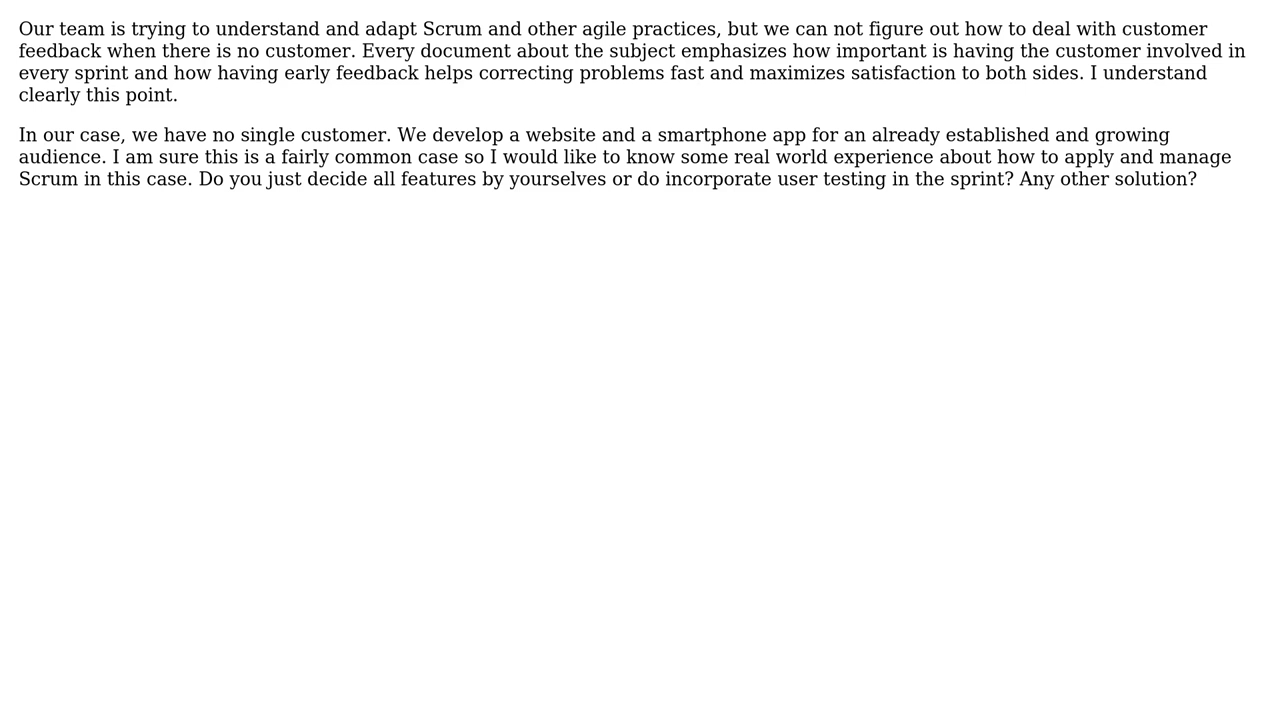 Our team is trying to understand and adapt Scrum and other agile practices, but we can not figure out how to deal with customer
feedback when there is no customer. Every document about the subject emphasizes how important is having the customer involved in
every sprint and how having early feedback helps correcting problems fast and maximizes satisfaction to both sides. I understand
clearly this point.
In our case, we have no single customer. We develop a website and a smartphone app for an already established and growing
audience. I am sure this is a fairly common case so I would like to know some real world experience about how to apply and manage
Scrum in this case. Do you just decide all features by yourselves or do incorporate user testing in the sprint? Any other solution?